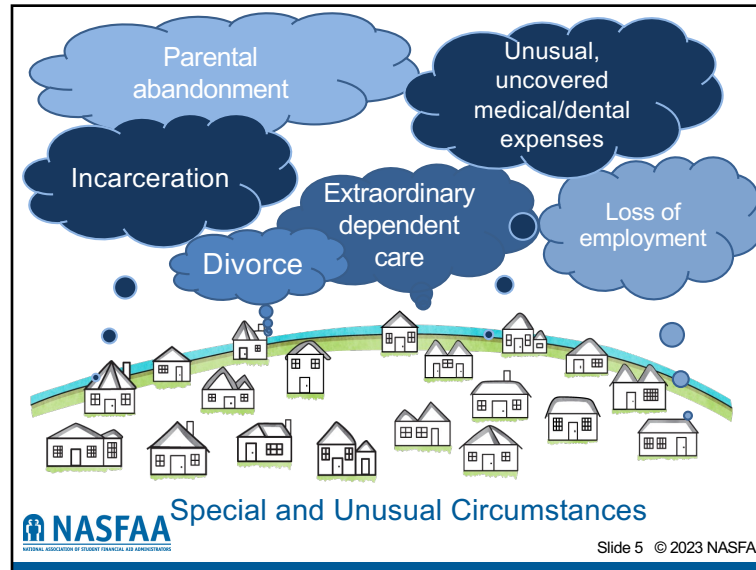 Parental
abandonment
Unusual,
uncovered
medical/dental
expenses
Incarceration
Extraordinary
dependent
care
Loss of
employment
Divorce
Special and Unusual Circumstances
NASFAA
NATIONAL ASSOCIATION OF STUDENT FINANCIAL AID ADMINISTRATORS
Slide 5 © 2023 NASFA